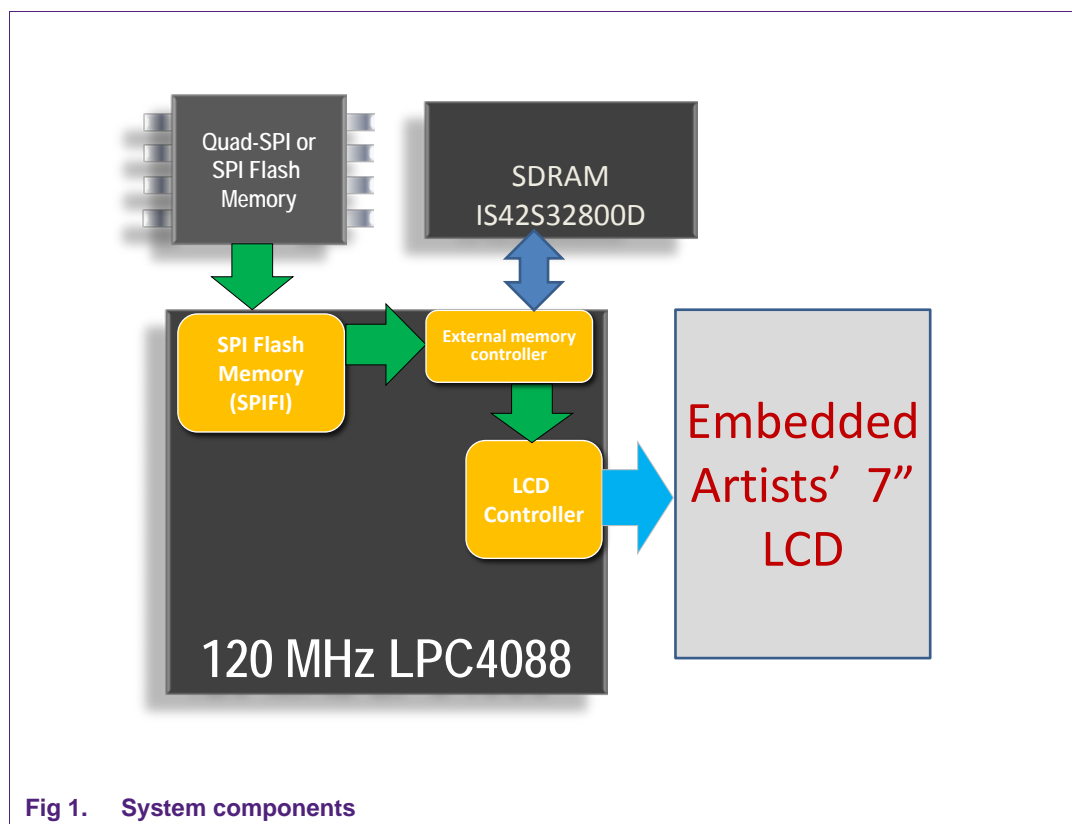 Quad-SPI or
SPI Flash
Memory
SDRAM
IS42S32800D
SPI Flash
Memory
(SPIFI)
External memory
controller
LCD
Controller
Embedded
Artists’ 7”
LCD
120 MHz LPC4088
Fig 1. System components